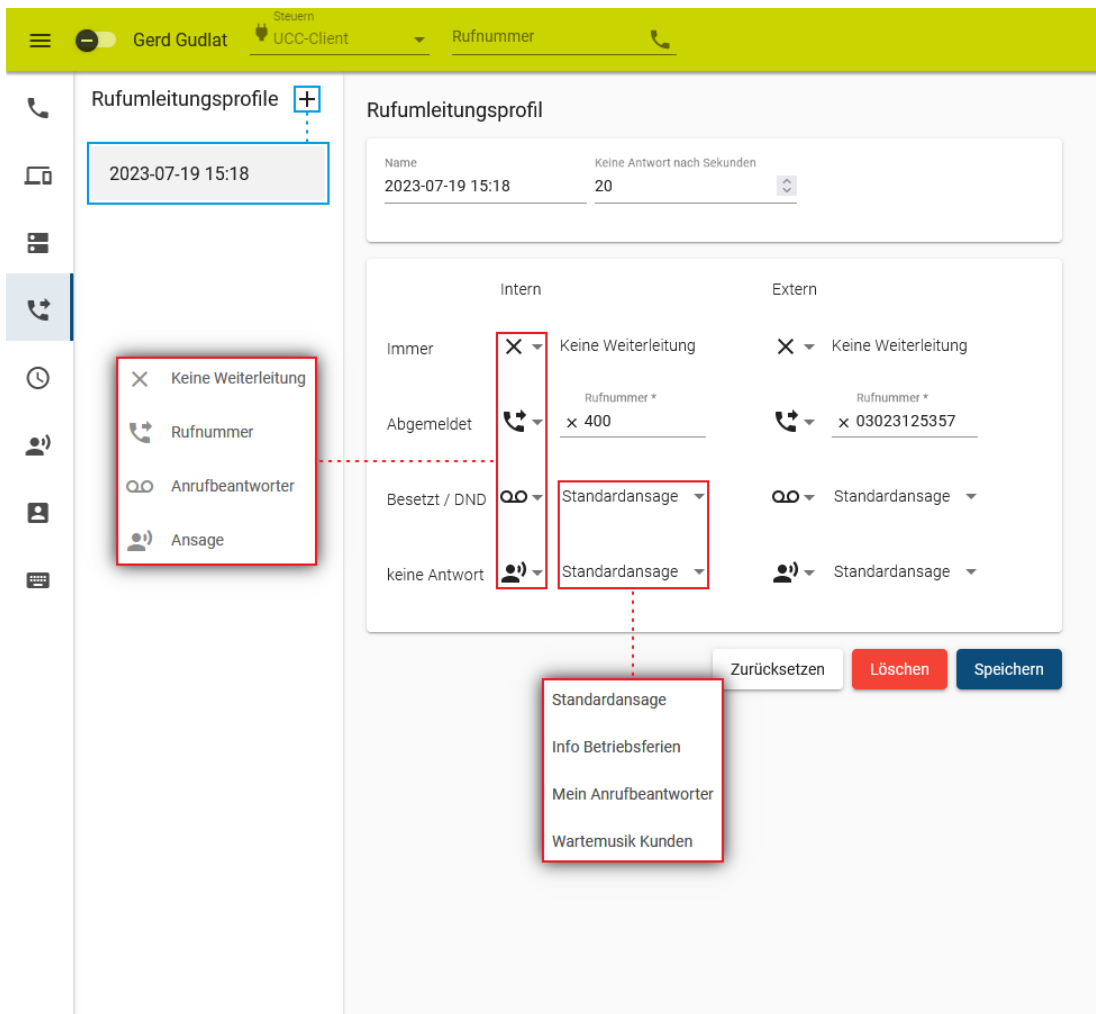 Steuern
Gerd Gudlat UCC-Client Rufnummer
Rufumleitungsprofile
2023-07-19 15:18
Rufumleitungsprofil
Name Keine Antwort nach Sekunden
2023-07-19 15:18 20
Intern Extern
Immer Keine Weiterleitung Keine Weiterleitung
Rufnummer * Rufnummer *
Abgemeldet 400 03023125357
Besetzt / DND Standardansage Standardansage
keine Antwort Standardansage Standardansage
Keine Weiterleitung
Rufnummer
Anrufbeantworter
Ansage
Zurücksetzen Löschen Speichern
Standardansage
Info Betriebsferien
Mein Anrufbeantworter
Wartemusik Kunden